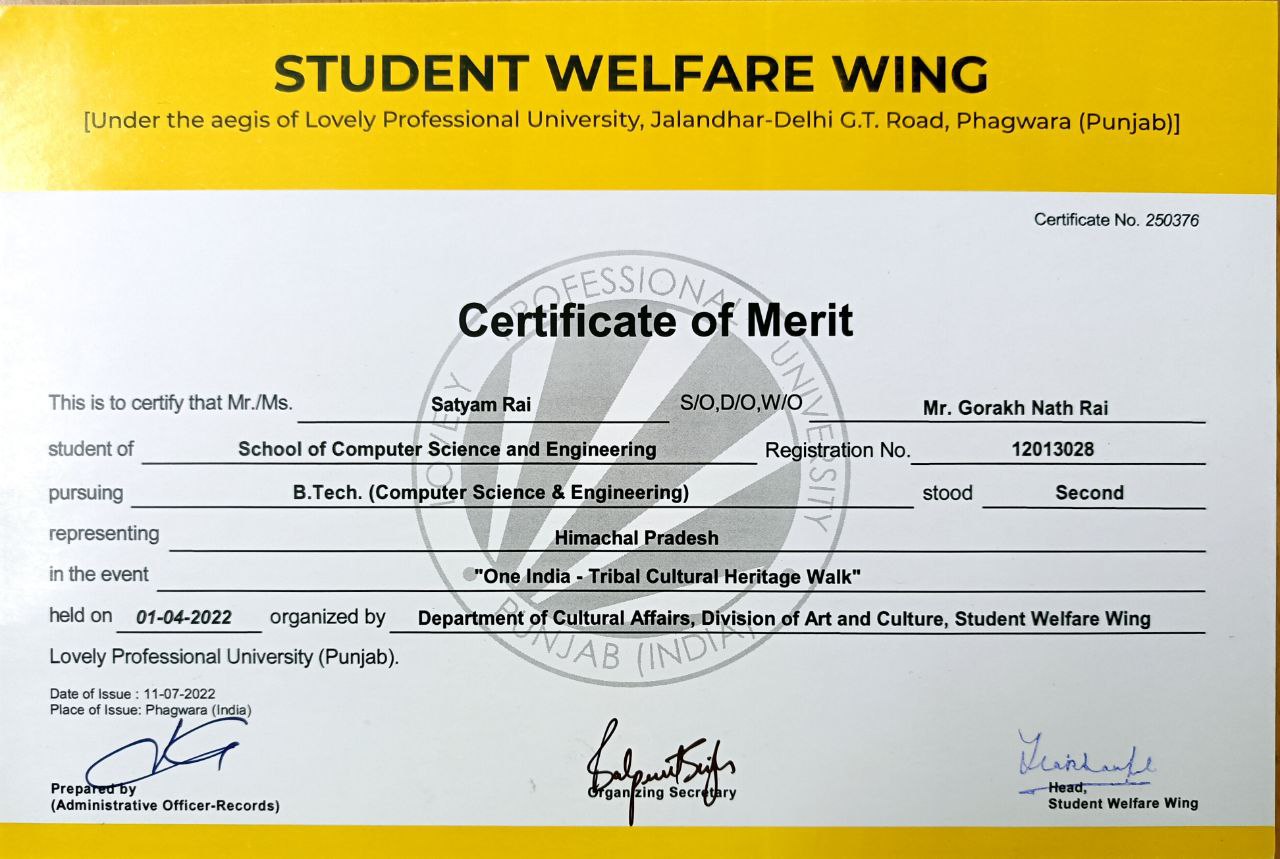 STUDENT WELFARE WING
[Under the aegis of Lovely Professional University, Jalandhar-Delhi G.T. Road, Phagwara (Punjab)]
Certificate No. 250376
LOVELY PROFESSIONAL UNIVERSITY
Certificate of Merit
This is to certify that Mr./Ms. Satyam Rai S/O,D/O,W/O Mr. Gorakh Nath Rai
student of School of Computer Science and Engineering Registration No. 12013028
pursuing B.Tech. (Computer Science & Engineering) stood Second
representing Himachal Pradesh
in the event "One India - Tribal Cultural Heritage Walk"
held on 01-04-2022 organized by Department of Cultural Affairs, Division of Art and Culture, Student Welfare Wing
PUNJAB (INDIA)
Lovely Professional University (Punjab).
Date of Issue : 11-07-2022
Place of Issue: Phagwara (India)
Prepared by
(Administrative Officer-Records)
Organizing Secretary
Head,
Student Welfare Wing